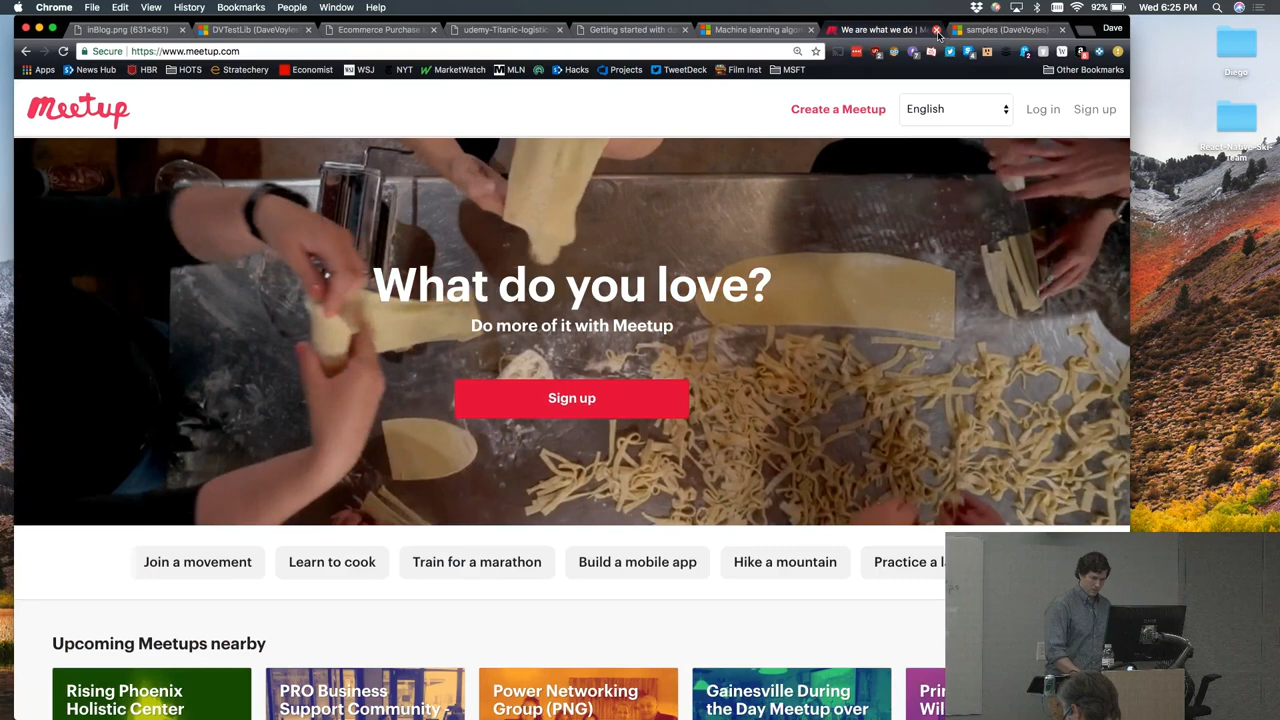 Chrome File Edit View History Bookmarks People Window Help
92% Wed 6:25 PM
inBlog.png (631×651)
DVTestLib (DaveVoyles
Ecommerce Purchase
udemy-Titanic-logistic
Getting started with d
Machine learning algo
We are what we do | M
samples (DaveVoyles)
Dave
Secure https://www.meetup.com
Apps News Hub HBR HOTS Stratechery Economist WSJ NYT MarketWatch MLN Hacks Projects TweetDeck Film Inst MSFT Other Bookmarks
Meetup
Create a Meetup
English
Log in
Sign up
What do you love?
Do more of it with Meetup
Sign up
Join a movement
Learn to cook
Train for a marathon
Build a mobile app
Hike a mountain
Practice a
Upcoming Meetups nearby
Rising Phoenix
Holistic Center
PRO Business
Support Community
Power Networking
Group (PNG)
Gainesville During
the Day Meetup over
Pri
Wil
Diego
React-Native-Ski-
Team